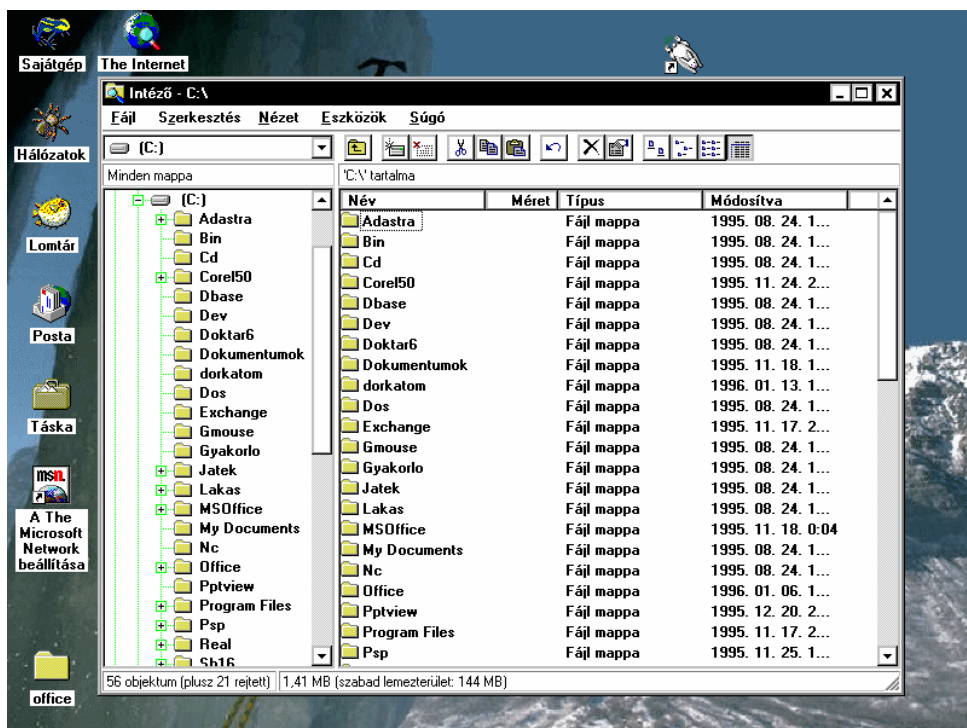 Sajátgép
The Internet
Hálózatok
Lomtár
Posta
Táska
msn.
A The
Microsoft
Network
beállítása
office
Intéző - C:\
Fájl Szerkesztés Nézet Eszközök Súgó
(C:)
Minden mappa
'C:\' tartalma
(C:)
Adastra
Bin
Cd
Corel50
Dbase
Dev
Doktar6
Dokumentumok
dorkatom
Dos
Exchange
Gmouse
Gyakorlo
Jatek
Lakas
MSOffice
My Documents
Nc
Office
Pptview
Program Files
Psp
Real
Sb16
Név Méret Típus Módosítva
Adastra Fájl mappa 1995. 08. 24. 1...
Bin Fájl mappa 1995. 08. 24. 1...
Cd Fájl mappa 1995. 08. 24. 1...
Corel50 Fájl mappa 1995. 11. 24. 2...
Dbase Fájl mappa 1995. 08. 24. 1...
Dev Fájl mappa 1995. 08. 24. 1...
Doktar6 Fájl mappa 1995. 08. 24. 1...
Dokumentumok Fájl mappa 1995. 11. 18. 1...
dorkatom Fájl mappa 1996. 01. 13. 1...
Dos Fájl mappa 1995. 08. 24. 1...
Exchange Fájl mappa 1995. 11. 17. 2...
Gmouse Fájl mappa 1995. 08. 24. 1...
Gyakorlo Fájl mappa 1995. 08. 24. 1...
Jatek Fájl mappa 1995. 08. 24. 1...
Lakas Fájl mappa 1995. 08. 24. 1...
MSOffice Fájl mappa 1995. 11. 18. 0:04
My Documents Fájl mappa 1995. 08. 24. 1...
Nc Fájl mappa 1995. 08. 24. 1...
Office Fájl mappa 1996. 01. 06. 1...
Pptview Fájl mappa 1995. 12. 20. 2...
Program Files Fájl mappa 1995. 11. 17. 2...
Psp Fájl mappa 1995. 11. 25. 1...
56 objektum (plusz 21 rejtett) 1,41 MB (szabad lemezterület: 144 MB)